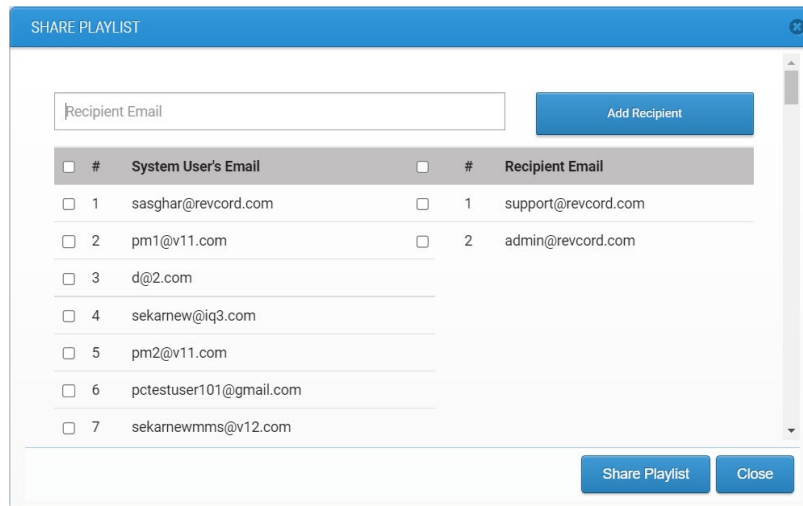 SHARE PLAYLIST
Recipient Email
Add Recipient
# System User's Email # Recipient Email
1 sasghar@revcord.com 1 support@revcord.com
2 pm1@v11.com 2 admin@revcord.com
3 d@2.com
4 sekarnew@iq3.com
5 pm2@v11.com
6 pctestuser101@gmail.com
7 sekarnewmms@v12.com
Share Playlist Close